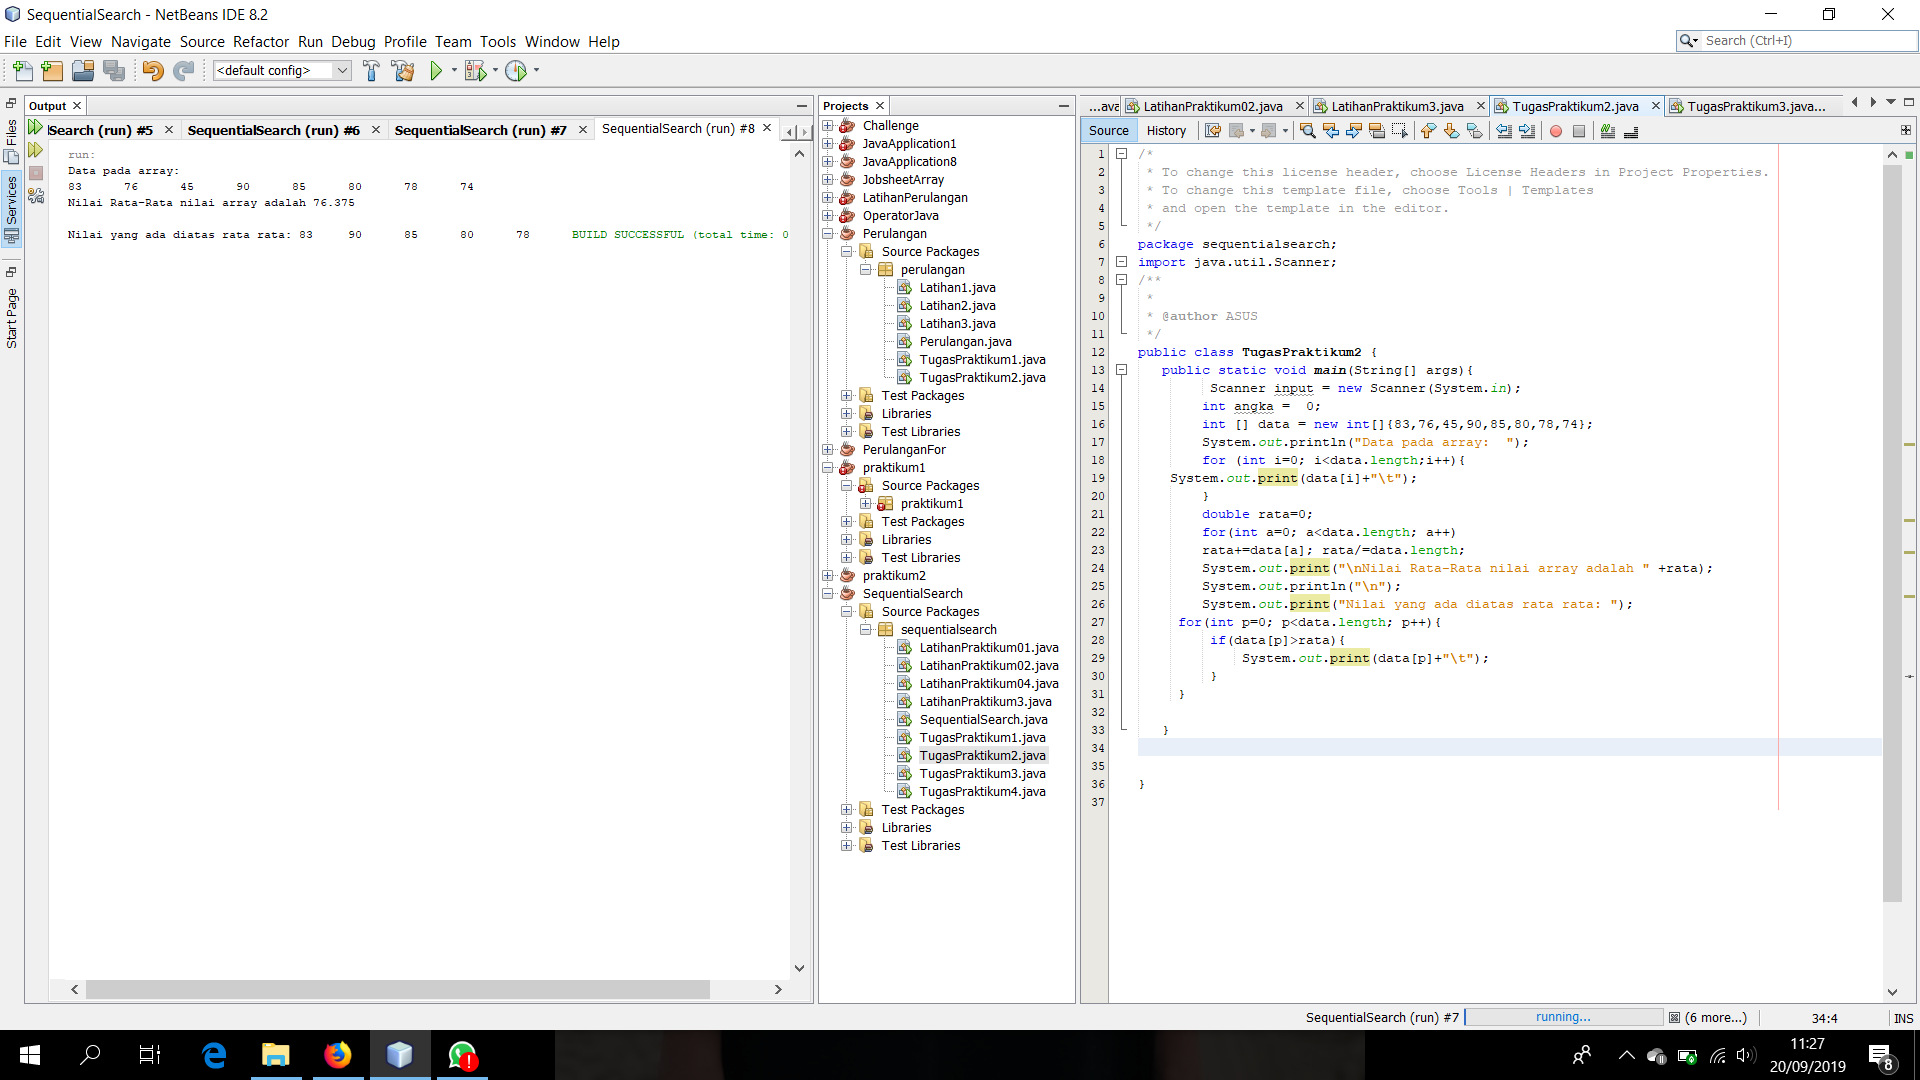 SequentialSearch - NetBeans IDE 8.2
File Edit View Navigate Source Refactor Run Debug Profile Team Tools Window Help
Search (Ctrl+I)
<default config>
Files
Services
Start Page
Output
Search (run) #5
SequentialSearch (run) #6
SequentialSearch (run) #7
SequentialSearch (run) #8
run:
Data pada array:
83 76 45 90 85 80 78 74
Nilai Rata-Rata nilai array adalah 76.375
Nilai yang ada diatas rata rata: 83 90 85 80 78 BUILD SUCCESSFUL (total time: 0
Projects
Challenge
JavaApplication1
JavaApplication8
JobsheetArray
LatihanPerulangan
OperatorJava
Perulangan
Source Packages
perulangan
Latihan1.java
Latihan2.java
Latihan3.java
Perulangan.java
TugasPraktikum1.java
TugasPraktikum2.java
Test Packages
Libraries
Test Libraries
PerulanganFor
praktikum1
Source Packages
praktikum1
Test Packages
Libraries
Test Libraries
praktikum2
SequentialSearch
Source Packages
sequentialsearch
LatihanPraktikum01.java
LatihanPraktikum02.java
LatihanPraktikum04.java
LatihanPraktikum3.java
SequentialSearch.java
TugasPraktikum1.java
TugasPraktikum2.java
TugasPraktikum3.java
TugasPraktikum4.java
Test Packages
Libraries
Test Libraries
...ava
LatihanPraktikum02.java
LatihanPraktikum3.java
TugasPraktikum2.java
TugasPraktikum3.java...
Source History
1 /*
2 * To change this license header, choose License Headers in Project Properties.
3 * To change this template file, choose Tools | Templates
4 * and open the template in the editor.
5 */
6 package sequentialsearch;
7 import java.util.Scanner;
8 /**
9 *
10 * @author ASUS
11 */
12 public class TugasPraktikum2 {
13 public static void main(String[] args){
14 Scanner input = new Scanner(System.in);
15 int angka =  0;
16 int [] data = new int[]{83,76,45,90,85,80,78,74};
17 System.out.println("Data pada array:  ");
18 for (int i=0; i<data.length;i++){
19 System.out.print(data[i]+"\t");
20 }
21 double rata=0;
22 for(int a=0; a<data.length; a++)
23 rata+=data[a]; rata/=data.length;
24 System.out.print("\nNilai Rata-Rata nilai array adalah " +rata);
25 System.out.println("\n");
26 System.out.print("Nilai yang ada diatas rata rata: ");
27 for(int p=0; p<data.length; p++){
28 if(data[p]>rata){
29 System.out.print(data[p]+"\t");
30 }
31 }
32
33 }
34
35
36 }
37
SequentialSearch (run) #7 running... (6 more...) 34:4 INS
11:27
20/09/2019
8